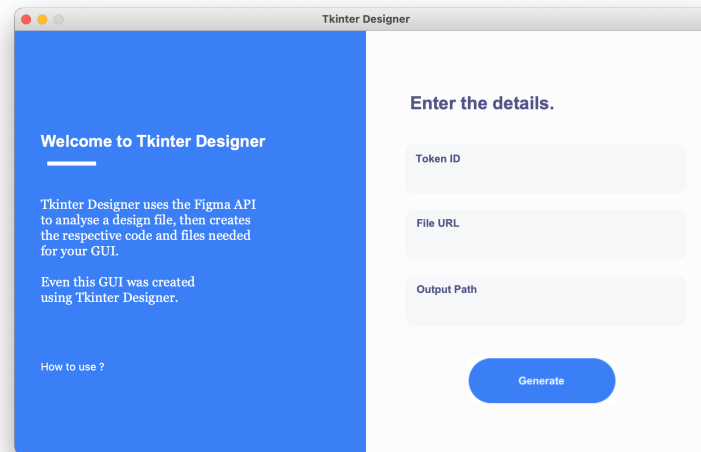 Tkinter Designer
Welcome to Tkinter Designer
Tkinter Designer uses the Figma API
to analyse a design file, then creates
the respective code and files needed
for your GUI.
Even this GUI was created
using Tkinter Designer.
How to use ?
Enter the details.
Token ID
File URL
Output Path
Generate